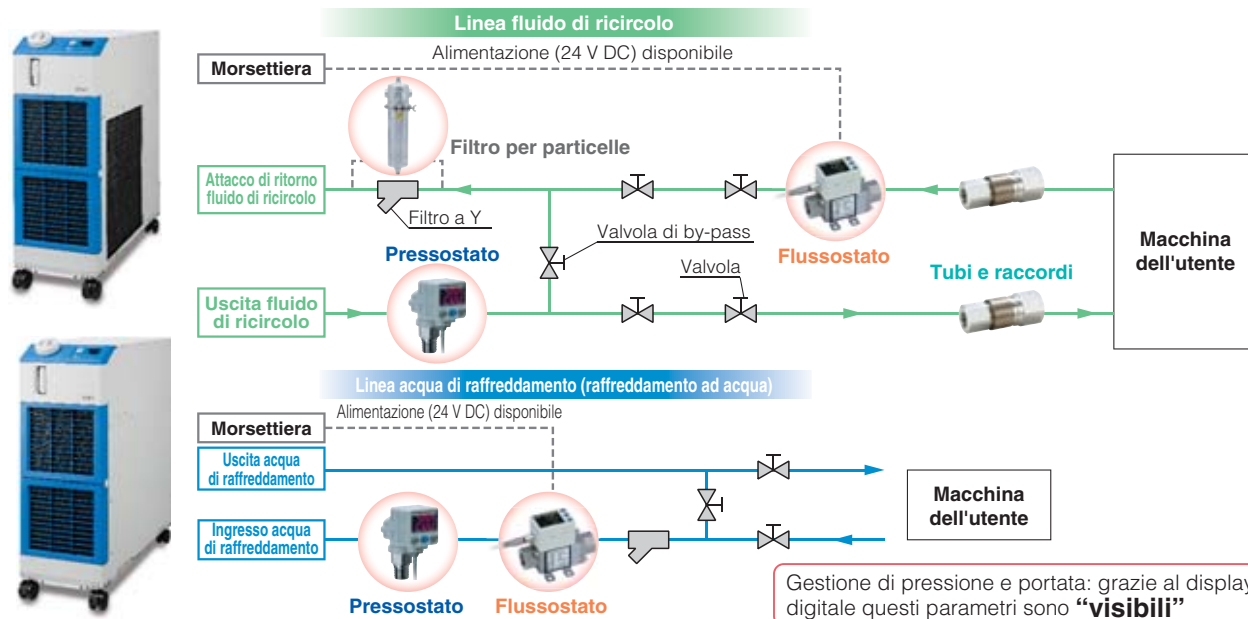 Linea fluido di ricircolo
Alimentazione (24 V DC) disponibile
Morsettiera
Filtro per particelle
Attacco di ritorno
fluido di ricircolo
Filtro a Y
Pressostato
Valvola di by-pass
Flussostato
Valvola
Tubi e raccordi
Macchina
dell'utente
Uscita fluido
di ricircolo
Linea acqua di raffreddamento (raffreddamento ad acqua)
Alimentazione (24 V DC) disponibile
Morsettiera
Uscita acqua
di raffreddamento
Ingresso acqua
di raffreddamento
Macchina
dell'utente
Pressostato
Flussostato
Gestione di pressione e portata: grazie al display
digitale questi parametri sono “visibili”